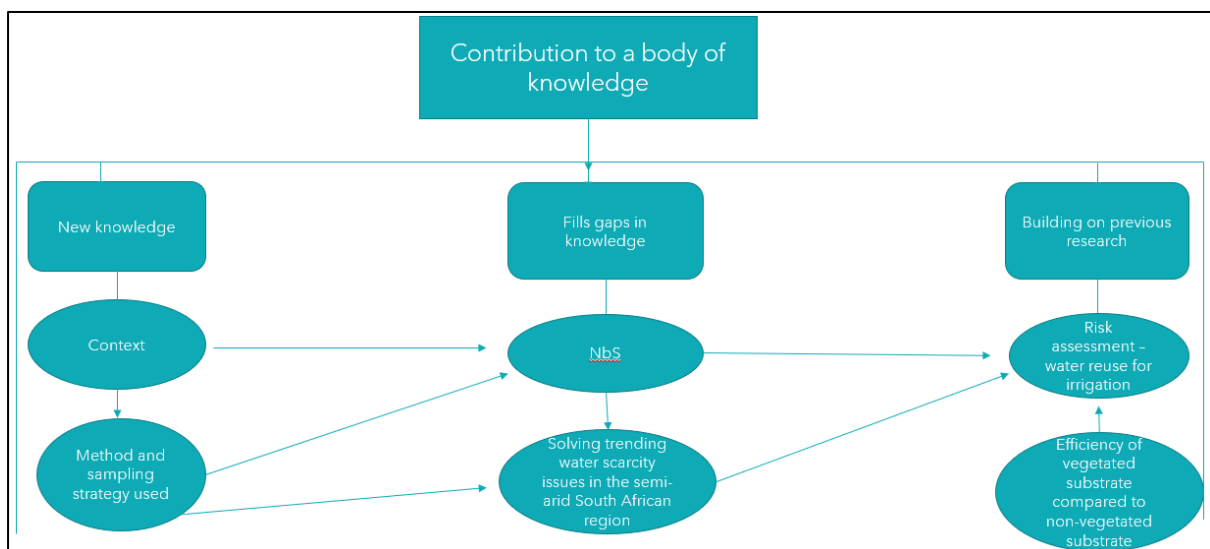 Contribution to a body of
knowledge
New knowledge
Fills gaps in
knowledge
Building on previous
research
Context
NbS
Risk
assessment –
water reuse for
irrigation
Method and
sampling
strategy used
Solving trending
water scarcity
issues in the semi-
arid South African
region
Efficiency of
vegetated
substrate
compared to
non-vegetated
substrate